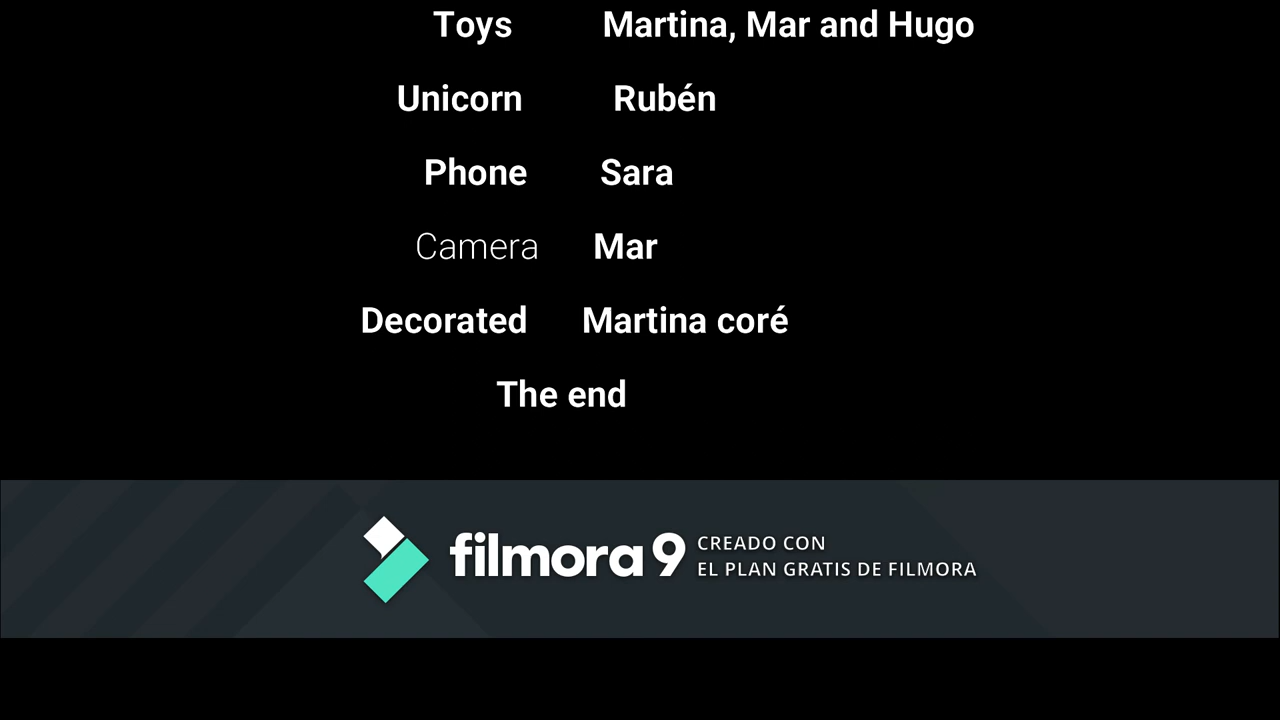 Toys Martina, Mar and Hugo
Unicorn Rubén
Phone Sara
Camera Mar
Decorated Martina coré
The end
filmora 9 CREADO CON
EL PLAN GRATIS DE FILMORA